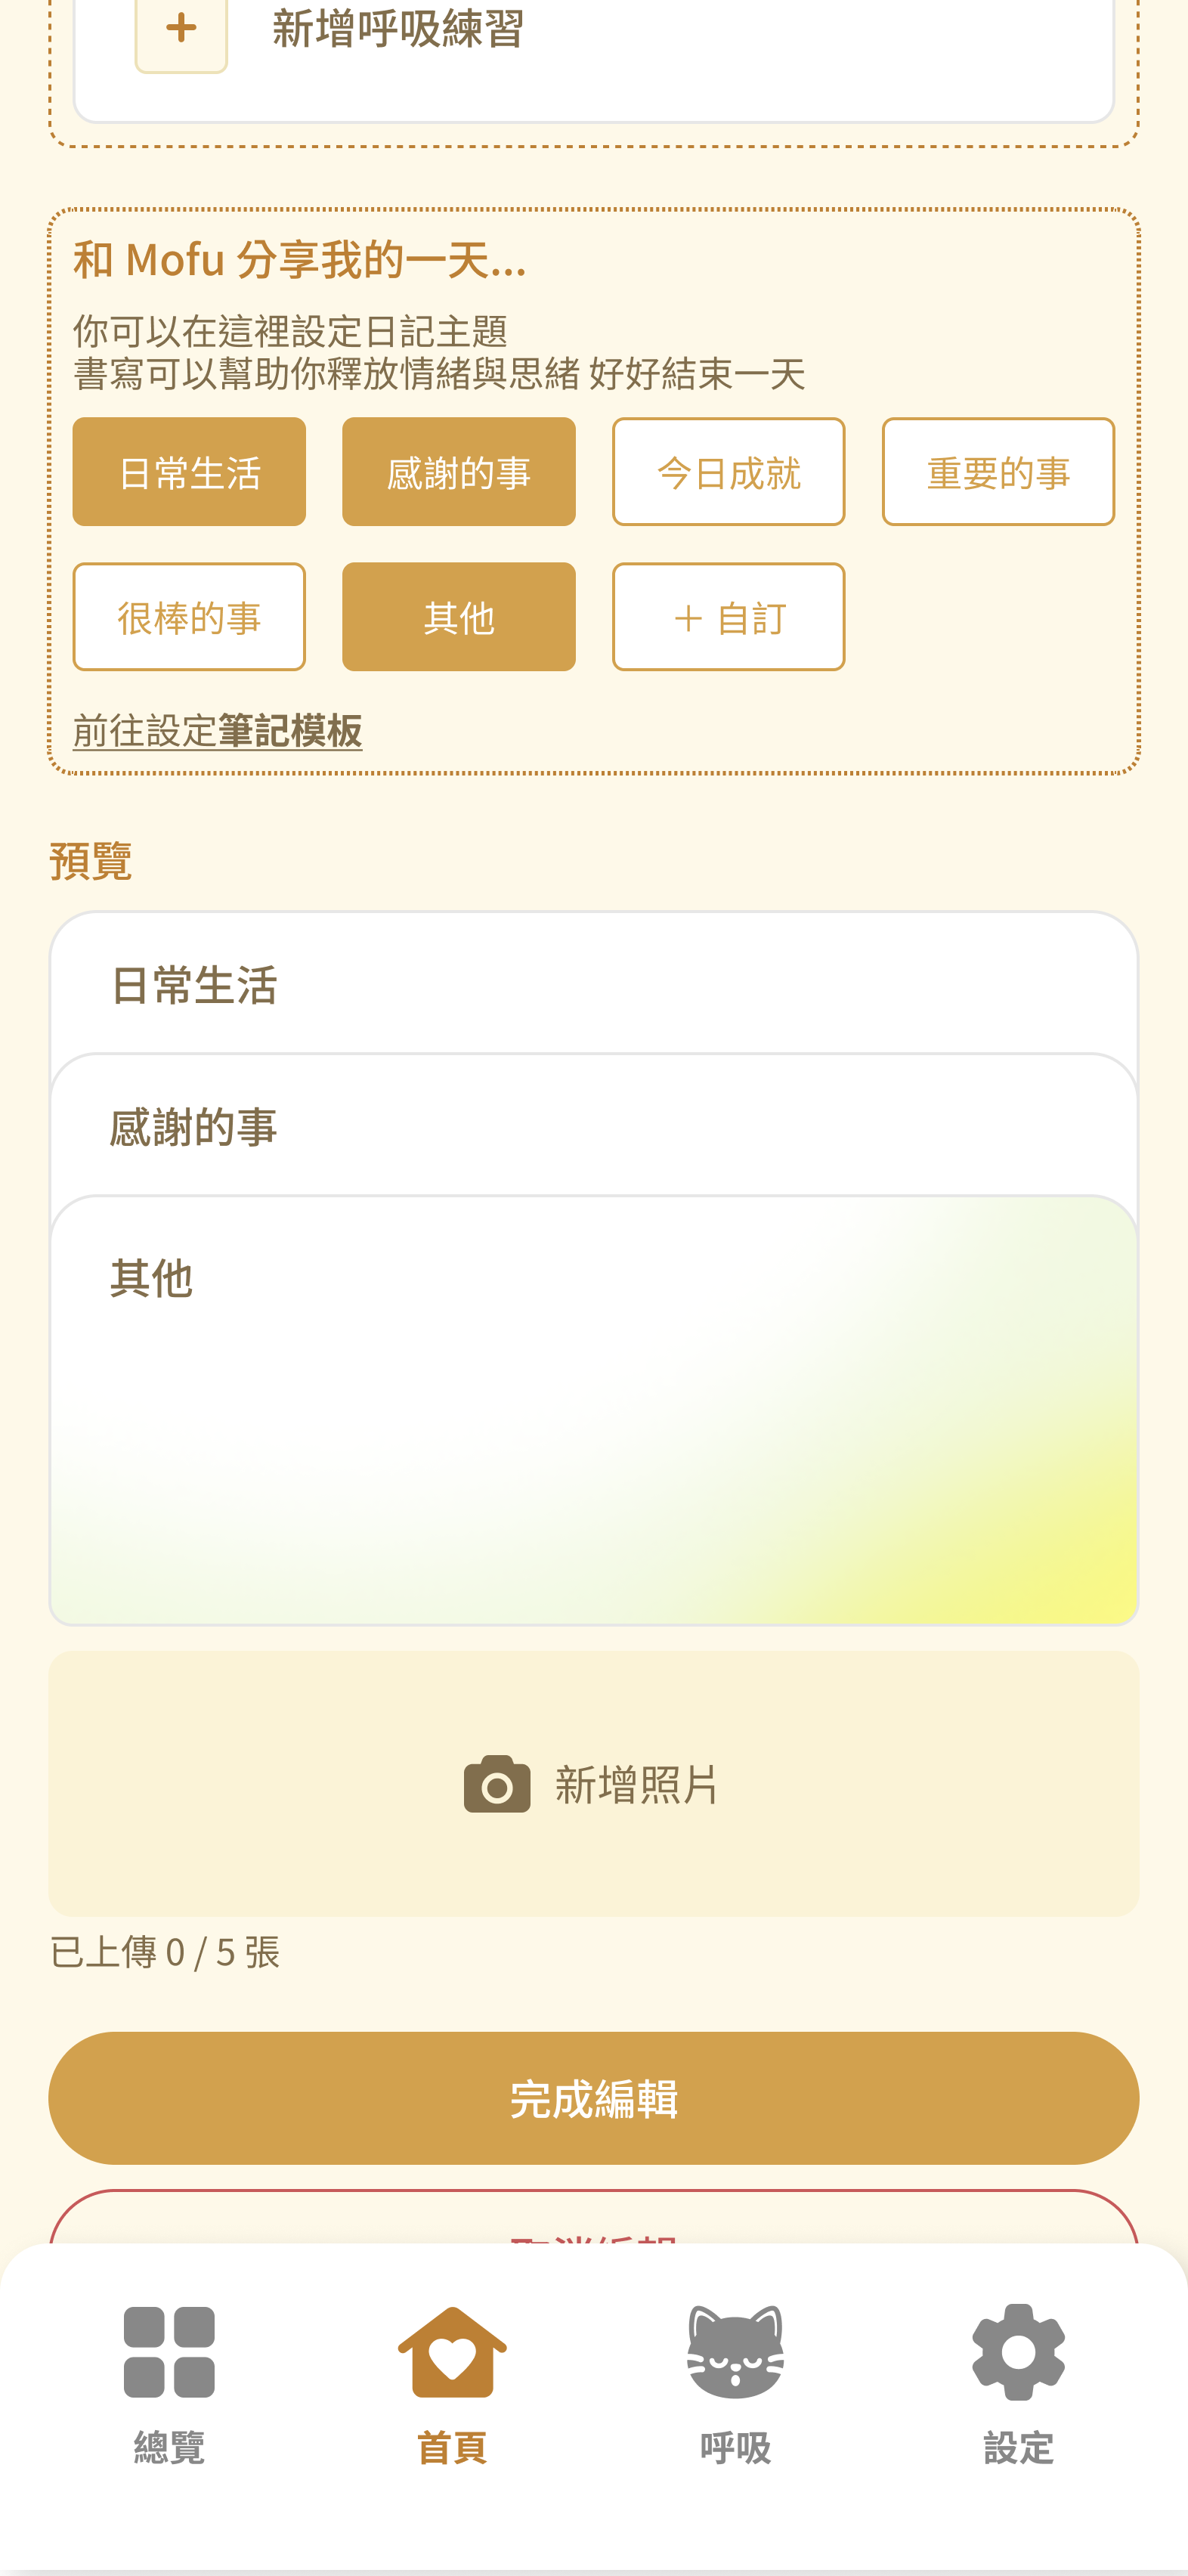 新增呼吸練習
和 Mofu 分享我的一天...
你可以在這裡設定日記主題
書寫可以幫助你釋放情緒與思緒 好好結束一天
日常生活
感謝的事
今日成就
重要的事
很棒的事
其他
＋ 自訂
前往設定筆記模板
預覽
日常生活
感謝的事
其他
新增照片
已上傳 0 / 5 張
完成編輯
總覽
首頁
呼吸
設定